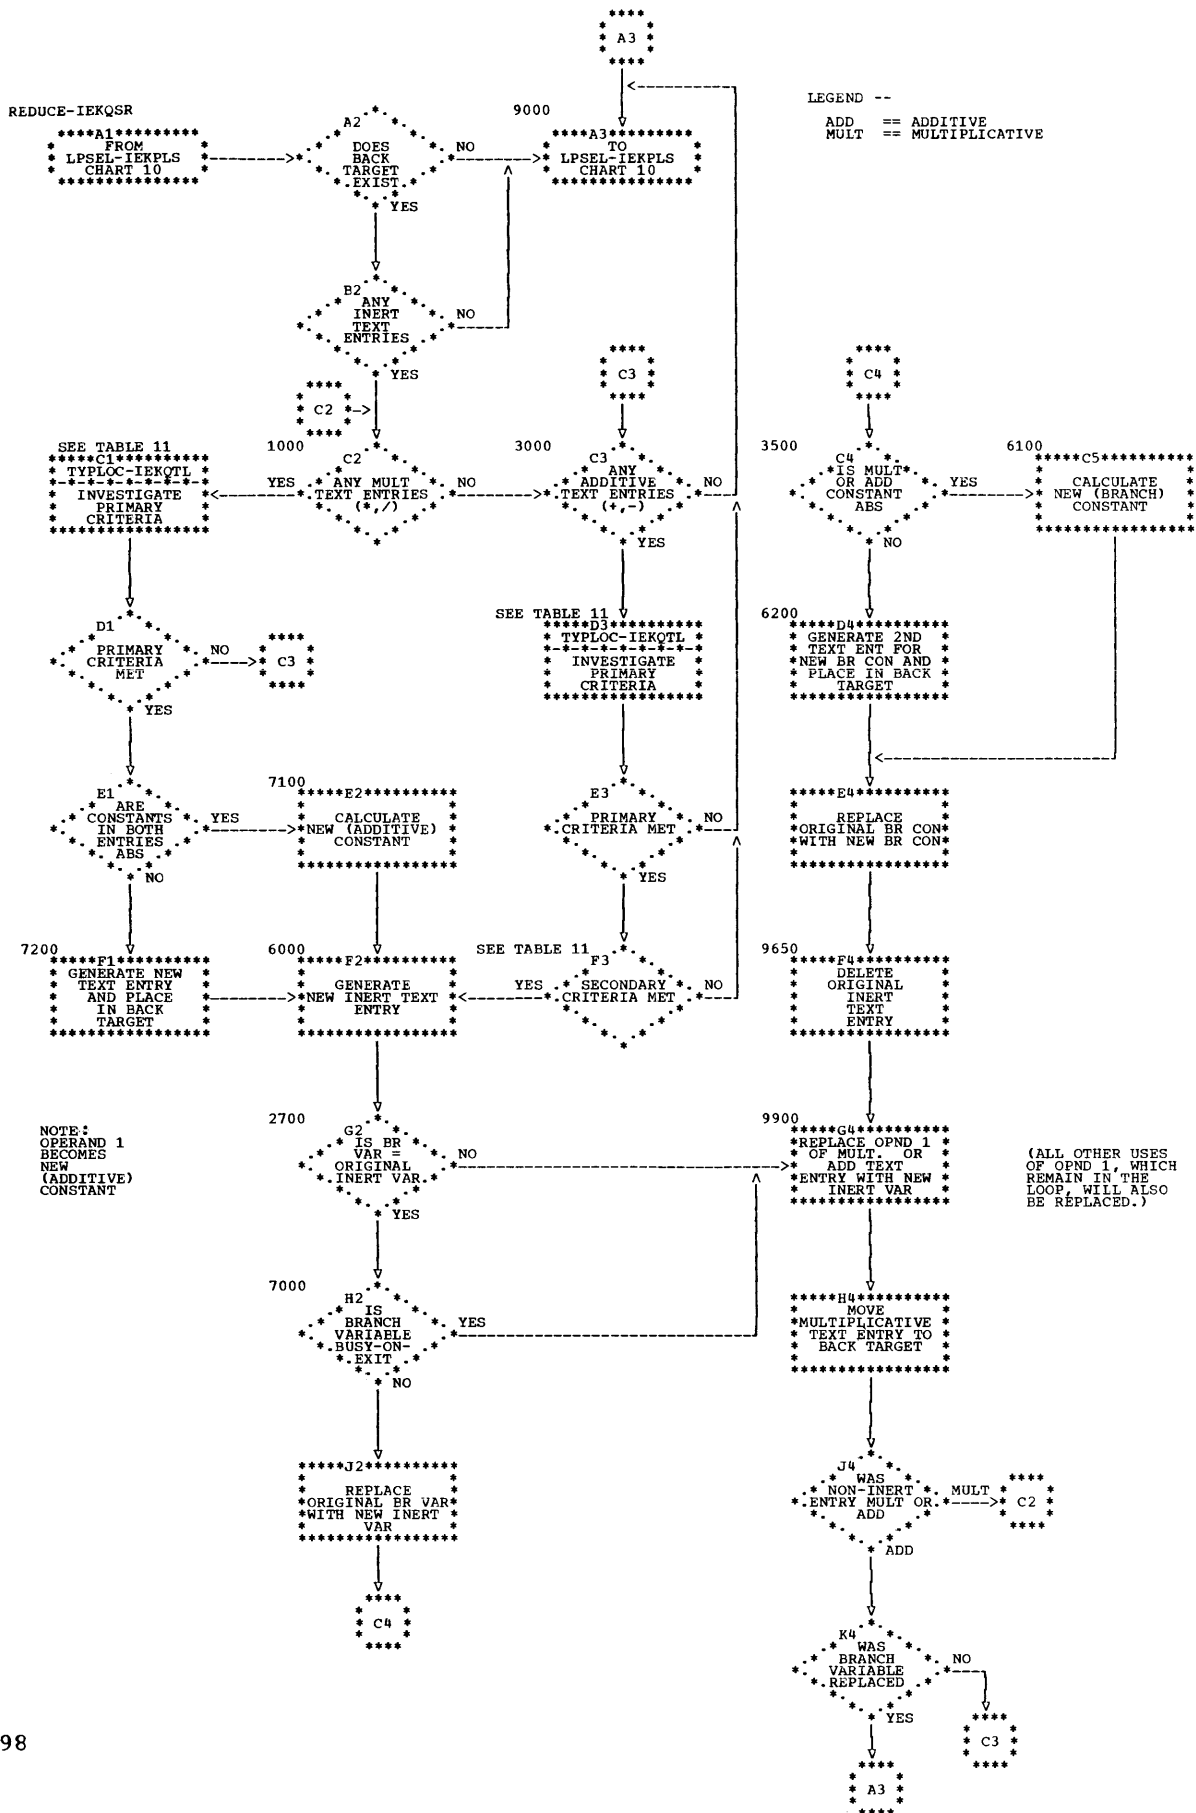 A3
REDUCE-IEKQSR
LEGEND --
ADD == ADDITIVE
MULT == MULTIPLICATIVE
A1
FROM
LPSEL-IEKPLS
CHART 10
A2
DOES
BACK
TARGET
EXIST
NO
YES
9000
A3
TO
LPSEL-IEKPLS
CHART 10
B2
ANY
INERT
TEXT
ENTRIES
NO
YES
C2
C3
C4
SEE TABLE 11
C1
TYPLOC-IEKQTL
INVESTIGATE
PRIMARY
CRITERIA
1000
C2
ANY MULT
TEXT ENTRIES
(*,/)
YES
NO
3000
C3
ANY
ADDITIVE
TEXT ENTRIES
(+,-)
NO
YES
3500
C4
IS MULT
OR ADD
CONSTANT
ABS
YES
NO
6100
C5
CALCULATE
NEW (BRANCH)
CONSTANT
D1
PRIMARY
CRITERIA
MET
NO
YES
C3
SEE TABLE 11
D3
TYPLOC-IEKQTL
INVESTIGATE
PRIMARY
CRITERIA
6200
D4
GENERATE 2ND
TEXT ENT FOR
NEW BR CON AND
PLACE IN BACK
TARGET
E1
ARE
CONSTANTS
IN BOTH
ENTRIES
ABS
YES
NO
7100
E2
CALCULATE
NEW (ADDITIVE)
CONSTANT
E3
PRIMARY
CRITERIA MET
NO
YES
E4
REPLACE
ORIGINAL BR CON
WITH NEW BR CON
7200
F1
GENERATE NEW
TEXT ENTRY
AND PLACE
IN BACK
TARGET
6000
F2
GENERATE
NEW INERT TEXT
ENTRY
SEE TABLE 11
F3
SECONDARY
CRITERIA MET
YES
NO
9650
F4
DELETE
ORIGINAL
INERT
TEXT
ENTRY
NOTE:
OPERAND 1
BECOMES
NEW
(ADDITIVE)
CONSTANT
2700
G2
IS BR
VAR =
ORIGINAL
INERT VAR.
NO
YES
9900
G4
REPLACE OPND 1
OF MULT. OR
ADD TEXT
ENTRY WITH NEW
INERT VAR
(ALL OTHER USES
OF OPND 1, WHICH
REMAIN IN THE
LOOP, WILL ALSO
BE REPLACED.)
7000
H2
IS
BRANCH
VARIABLE
BUSY-ON-
EXIT
YES
NO
H4
MOVE
MULTIPLICATIVE
TEXT ENTRY TO
BACK TARGET
J2
REPLACE
ORIGINAL BR VAR
WITH NEW INERT
VAR
J4
WAS
NON-INERT
ENTRY MULT OR
ADD
MULT
C2
ADD
C4
K4
WAS
BRANCH
VARIABLE
REPLACED
NO
YES
C3
A3
98